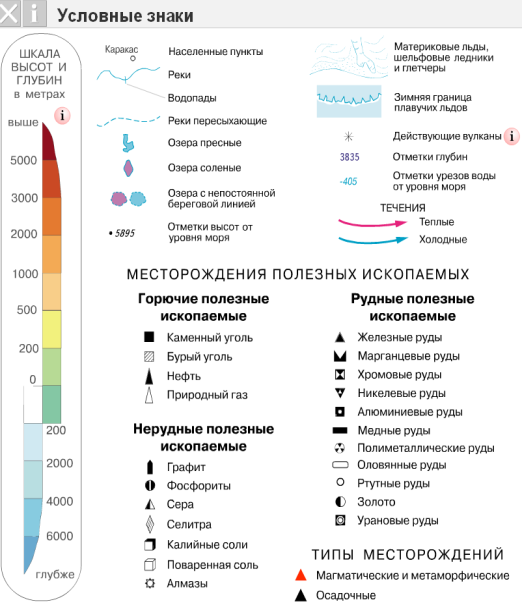 Условные знаки
ШКАЛА
ВЫСОТ И
ГЛУБИН
в метрах
выше
5000
3000
2000
1000
500
200
0
200
2000
4000
6000
глубже
Каракас
Населенные пункты
Реки
Водопады
Реки пересыхающие
Озера пресные
Озера соленые
Озера с непостоянной
береговой линией
5895
Отметки высот от
уровня моря
Материковые льды,
шельфовые ледники
и глетчеры
Зимняя граница
плавучих льдов
Действующие вулканы
3835
Отметки глубин
-405
Отметки урезов воды
от уровня моря
ТЕЧЕНИЯ
Теплые
Холодные
МЕСТОРОЖДЕНИЯ ПОЛЕЗНЫХ ИСКОПАЕМЫХ
Горючие полезные
ископаемые
Каменный уголь
Бурый уголь
Нефть
Природный газ
Нерудные полезные
ископаемые
Графит
Фосфориты
Сера
Селитра
Калийные соли
Поваренная соль
Алмазы
Рудные полезные
ископаемые
Железные руды
Марганцевые руды
Хромовые руды
Никелевые руды
Алюминиевые руды
Медные руды
Полиметаллические руды
Оловянные руды
Ртутные руды
Золото
Урановые руды
ТИПЫ МЕСТОРОЖДЕНИЙ
Магматические и метаморфические
Осадочные